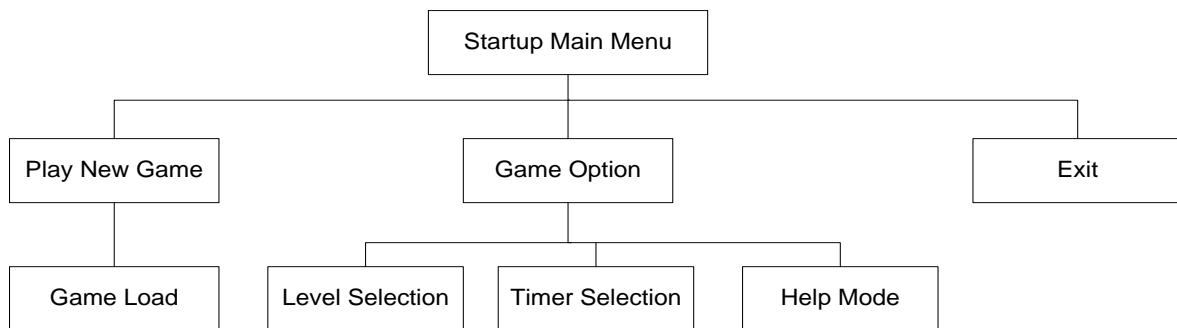 Startup Main Menu
Play New Game
Game Option
Exit
Game Load
Level Selection
Timer Selection
Help Mode